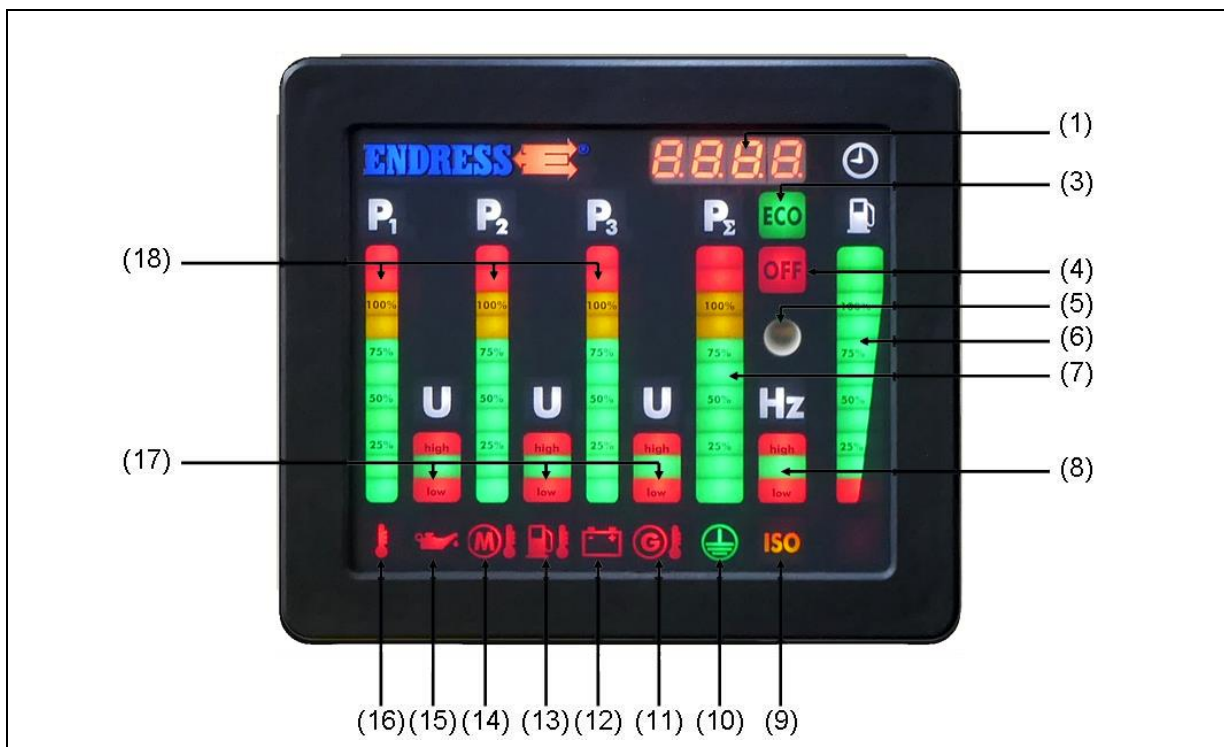 (1)
ENDRESS E ®
8.8.8.8.
P1 P2 P3 PΣ ECO
(3)
(18)
OFF
(4)
100% 100% 100% 100% 100%
(5)
(6)
75% 75% 75% 75% 75%
(7)
U U U Hz
50% 50% 50% 50% 50%
25% high 25% high 25% high 25% high 25%
(17)
(8)
low low low low
M G ISO
(16) (15) (14) (13) (12) (11) (10) (9)